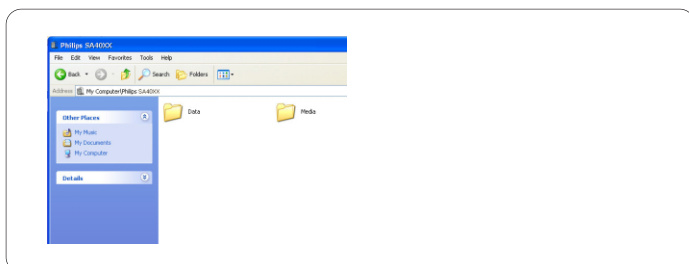 Philips SA40XX
File Edit View Favorites Tools Help
Back Search Folders
Address My Computer\Philips SA40XX
Other Places
My Music
My Documents
My Computer
Details
Data
Media